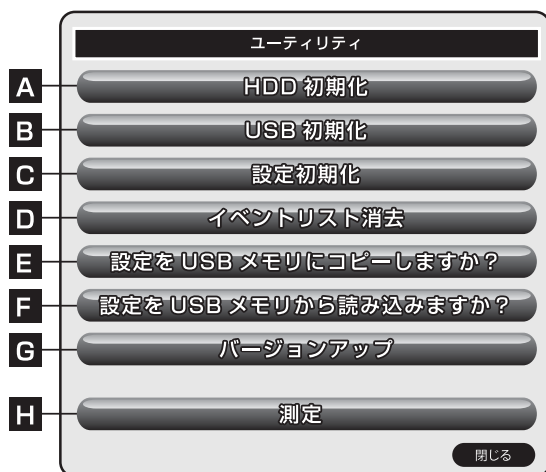 ユーティリティ
A HDD 初期化
B USB 初期化
C 設定初期化
D イベントリスト消去
E 設定を USB メモリにコピーしますか？
F 設定を USB メモリから読み込みますか？
G バージョンアップ
H 測定
閉じる